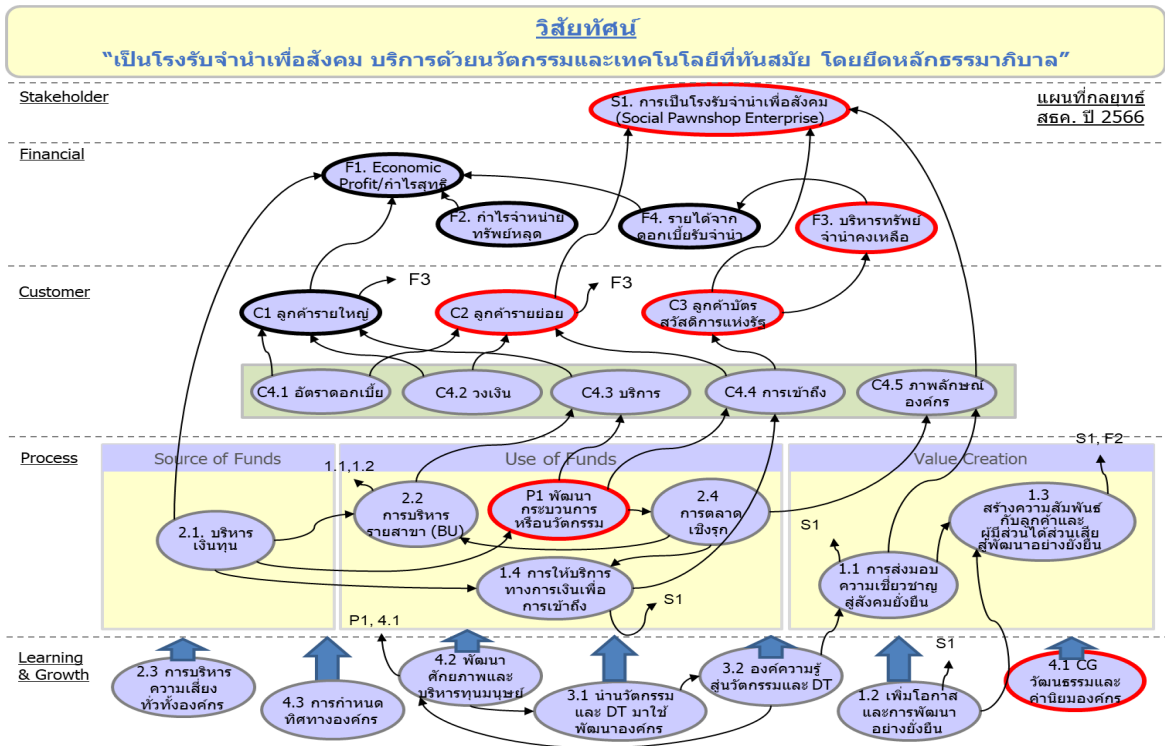 วิสัยทัศน์
“เป็นโรงรับจำนำเพื่อสังคม บริการด้วยนวัตกรรมและเทคโนโลยีที่ทันสมัย โดยยึดหลักธรรมาภิบาล”
Stakeholder
S1. การเป็นโรงรับจำนำเพื่อสังคม
(Social Pawnshop Enterprise)
แผนที่กลยุทธ์
สธค. ปี 2566
Financial
F1. Economic
Profit/กำไรสุทธิ
F2. กำไรจำหน่าย
ทรัพย์หลุด
F4. รายได้จาก
ดอกเบี้ยรับจำนำ
F3. บริหารทรัพย์
จำนำคงเหลือ
Customer
F3
F3
C1 ลูกค้ารายใหญ่
C2 ลูกค้ารายย่อย
C3 ลูกค้าบัตร
สวัสดิการแห่งรัฐ
C4.1 อัตราดอกเบี้ย
C4.2 วงเงิน
C4.3 บริการ
C4.4 การเข้าถึง
C4.5 ภาพลักษณ์
องค์กร
Process
Source of Funds
Use of Funds
Value Creation
S1, F2
1.1,1.2
2.1. บริหาร
เงินทุน
2.2
การบริหาร
รายสาขา (BU)
P1 พัฒนา
กระบวนการ
หรือนวัตกรรม
2.4
การตลาด
เชิงรุก
1.3
สร้างความสัมพันธ์
กับลูกค้าและ
ผู้มีส่วนได้ส่วนเสีย
สู่พัฒนาอย่างยั่งยืน
S1
1.4 การให้บริการ
ทางการเงินเพื่อ
การเข้าถึง
S1
1.1 การส่งมอบ
ความเชี่ยวชาญ
สู่สังคมยั่งยืน
P1, 4.1
S1
Learning
& Growth
2.3 การบริหาร
ความเสี่ยง
ทั่วทั้งองค์กร
4.3 การกำหนด
ทิศทางองค์กร
4.2 พัฒนา
ศักยภาพและ
บริหารทุนมนุษย์
3.1 นำนวัตกรรม
และ DT มาใช้
พัฒนาองค์กร
3.2 องค์ความรู้
สู่นวัตกรรมและ DT
1.2 เพิ่มโอกาส
และการพัฒนา
อย่างยั่งยืน
4.1 CG
วัฒนธรรมและ
ค่านิยมองค์กร